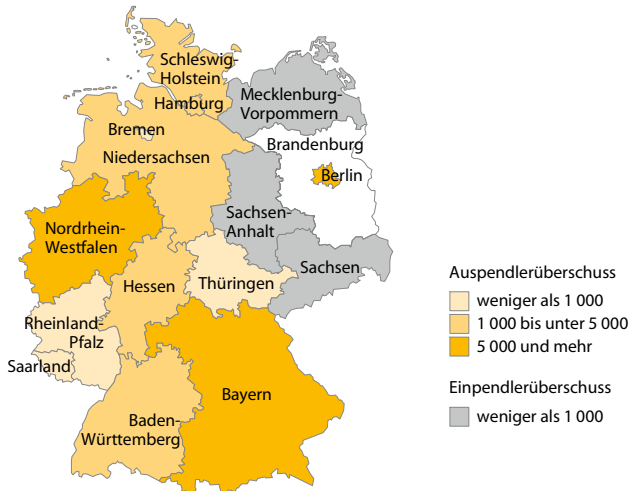 Schleswig-
Holstein
Hamburg
Mecklenburg-
Vorpommern
Bremen
Niedersachsen
Brandenburg
Berlin
Sachsen-
Anhalt
Nordrhein-
Westfalen
Sachsen
Thüringen
Hessen
Rheinland-
Pfalz
Saarland
Bayern
Baden-
Württemberg
Auspendlerüberschuss
weniger als 1 000
1 000 bis unter 5 000
5 000 und mehr
Einpendlerüberschuss
weniger als 1 000